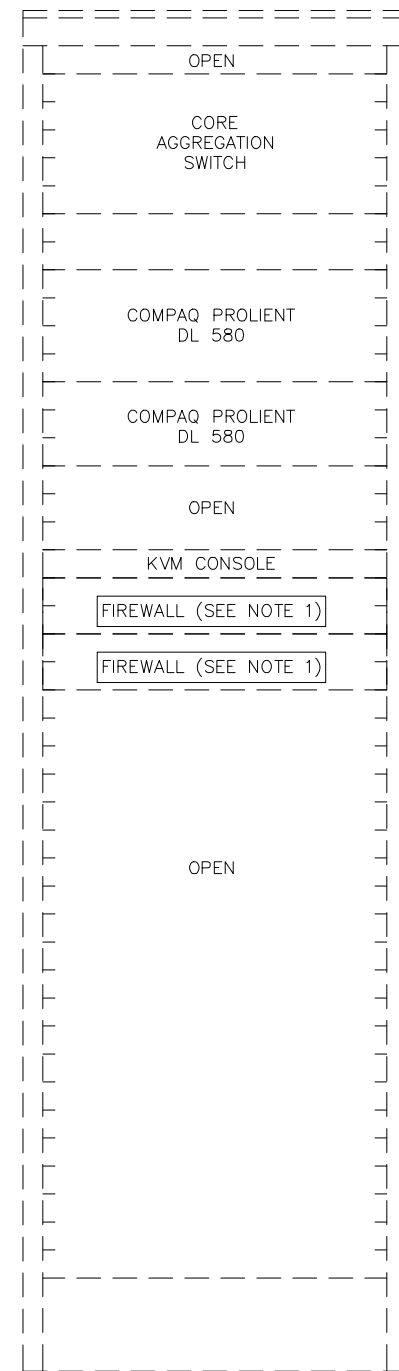 OPEN
CORE
AGGREGATION
SWITCH
COMPAQ PROLIENT
DL 580
COMPAQ PROLIENT
DL 580
OPEN
KVM CONSOLE
FIREWALL (SEE NOTE 1)
FIREWALL (SEE NOTE 1)
OPEN